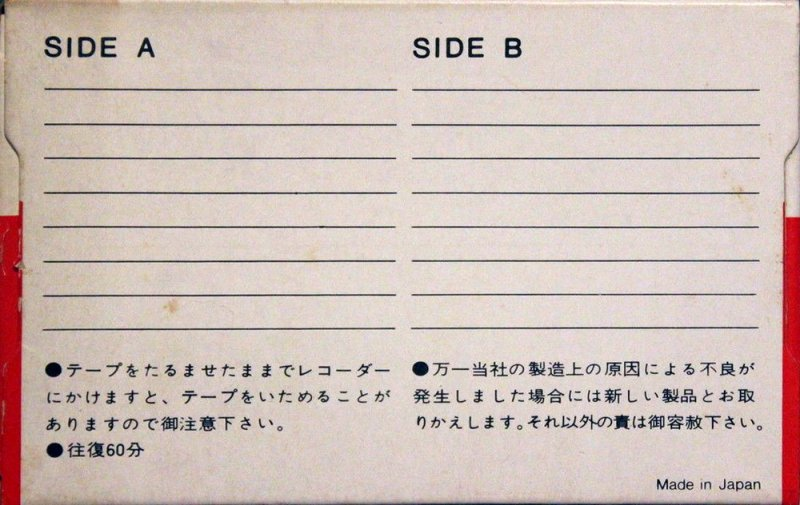 SIDE A
●テープをたるませたままでレコーダー
にかけますと、テープをいためることが
ありますので御注意下さい。
●往復60分
SIDE B
●万一当社の製造上の原因による不良が
発生しました場合には新しい製品とお取
りかえします。それ以外の責は御容赦下さい。
Made in Japan